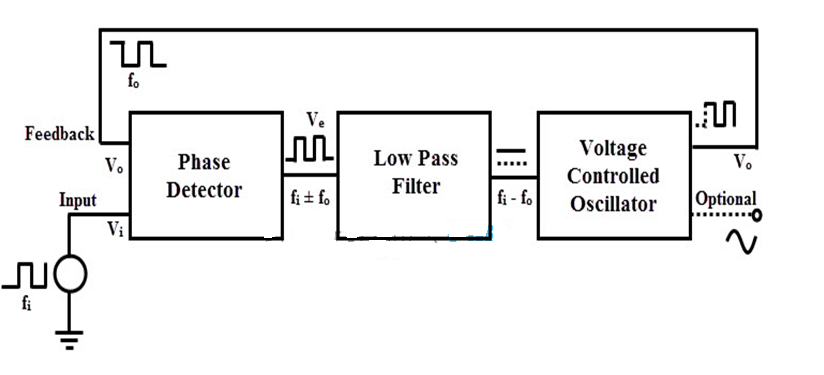 fₒ
Feedback
Vₒ
Input
Vᵢ
fᵢ
Phase
Detector
Vₑ
fᵢ ± fₒ
Low Pass
Filter
fᵢ - fₒ
Voltage
Controlled
Oscillator
Vₒ
Optional